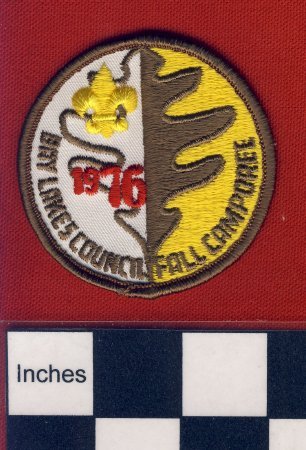 1976
BAY LAKES COUNCIL FALL CAMPOREE
Inches